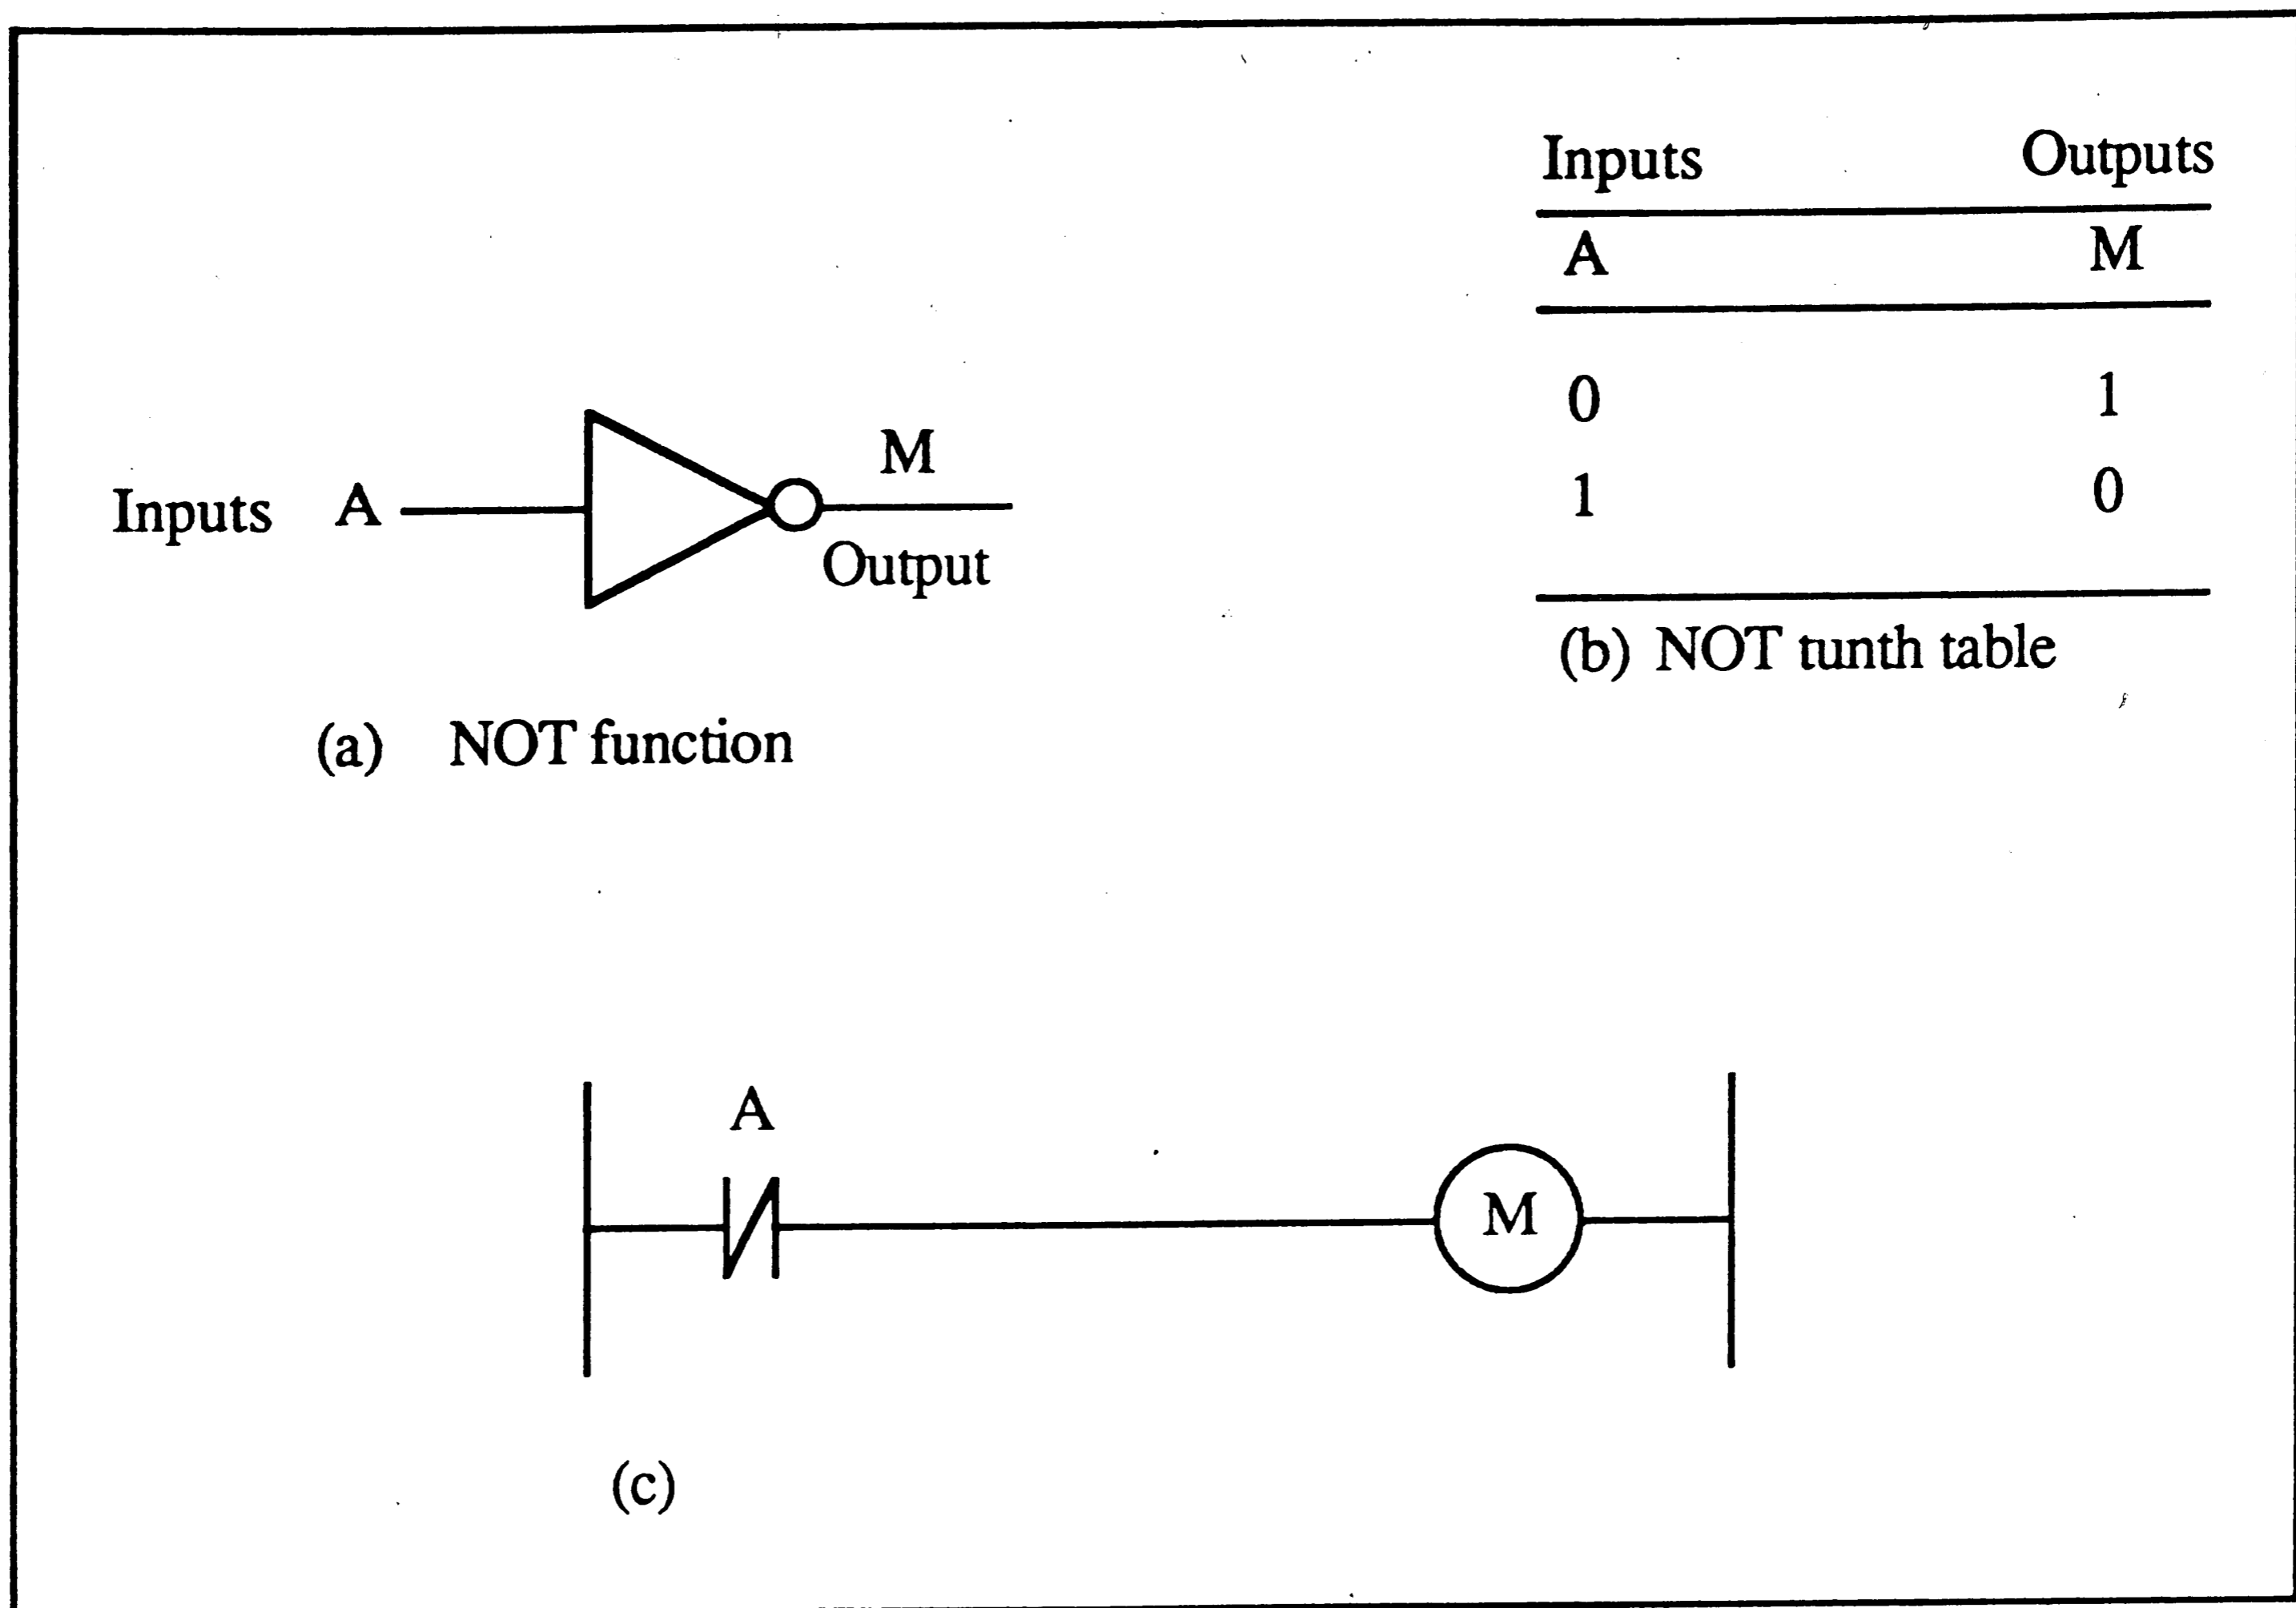 Inputs Outputs
A M
0 1
1 0
(b) NOT tunth table
Inputs A M
Output
(a) NOT function
A
M
(c)